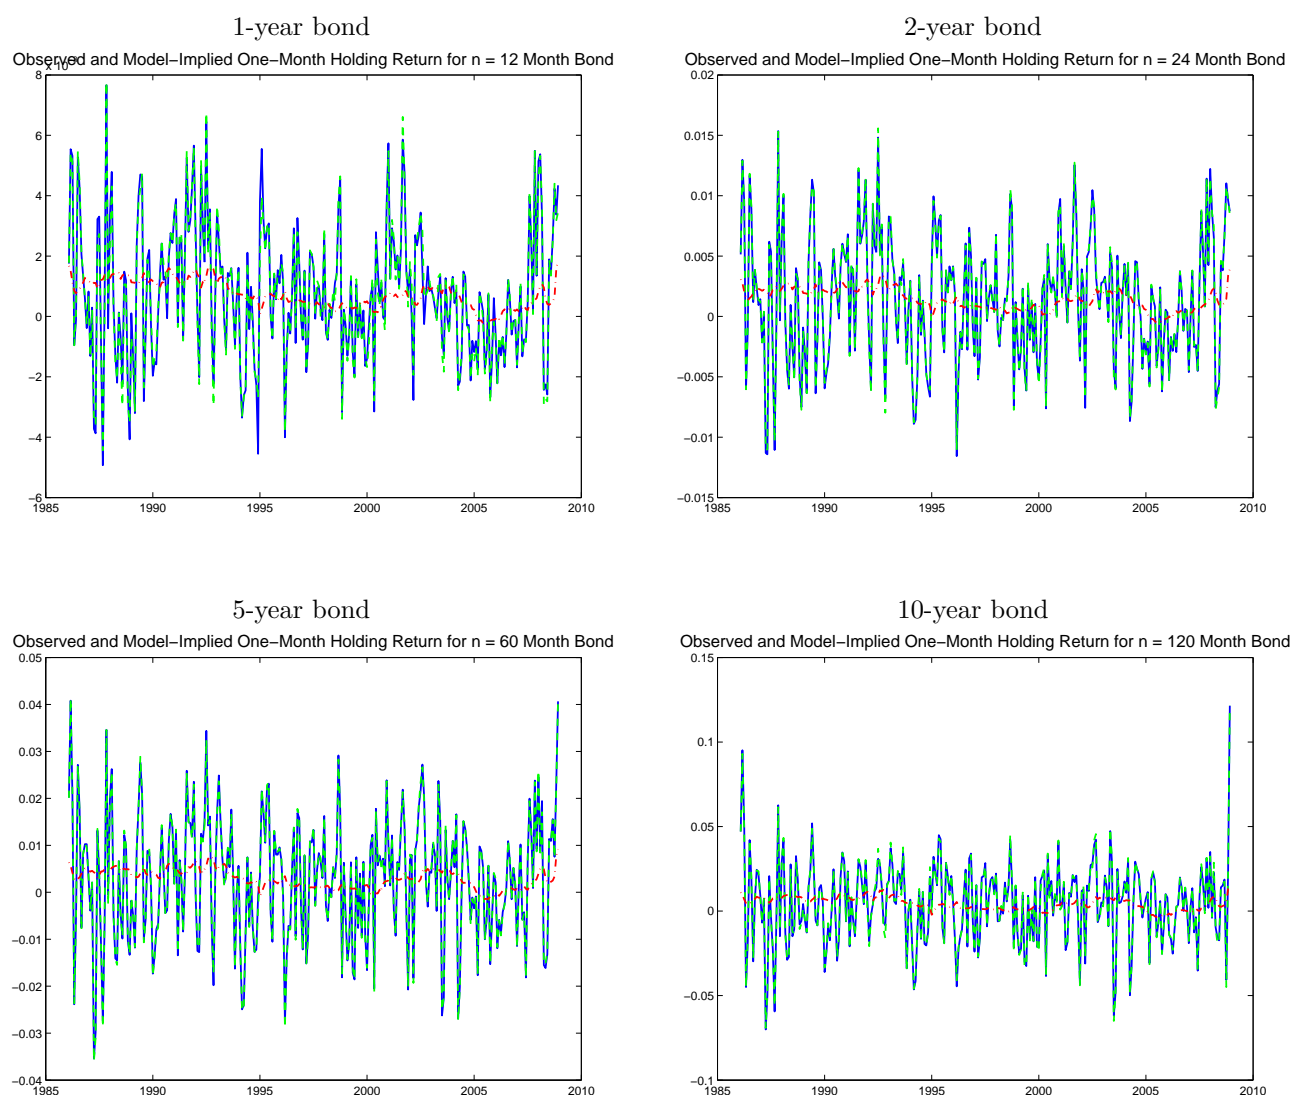 1-year bond
Observed and Model−Implied One−Month Holding Return for n = 12 Month Bond
x 10
8
6
4
2
0
−2
−4
−6
1985 1990 1995 2000 2005 2010
2-year bond
Observed and Model−Implied One−Month Holding Return for n = 24 Month Bond
0.02
0.015
0.01
0.005
0
−0.005
−0.01
−0.015
1985 1990 1995 2000 2005 2010
5-year bond
Observed and Model−Implied One−Month Holding Return for n = 60 Month Bond
0.05
0.04
0.03
0.02
0.01
0
−0.01
−0.02
−0.03
−0.04
1985 1990 1995 2000 2005 2010
10-year bond
Observed and Model−Implied One−Month Holding Return for n = 120 Month Bond
0.15
0.1
0.05
0
−0.05
−0.1
1985 1990 1995 2000 2005 2010